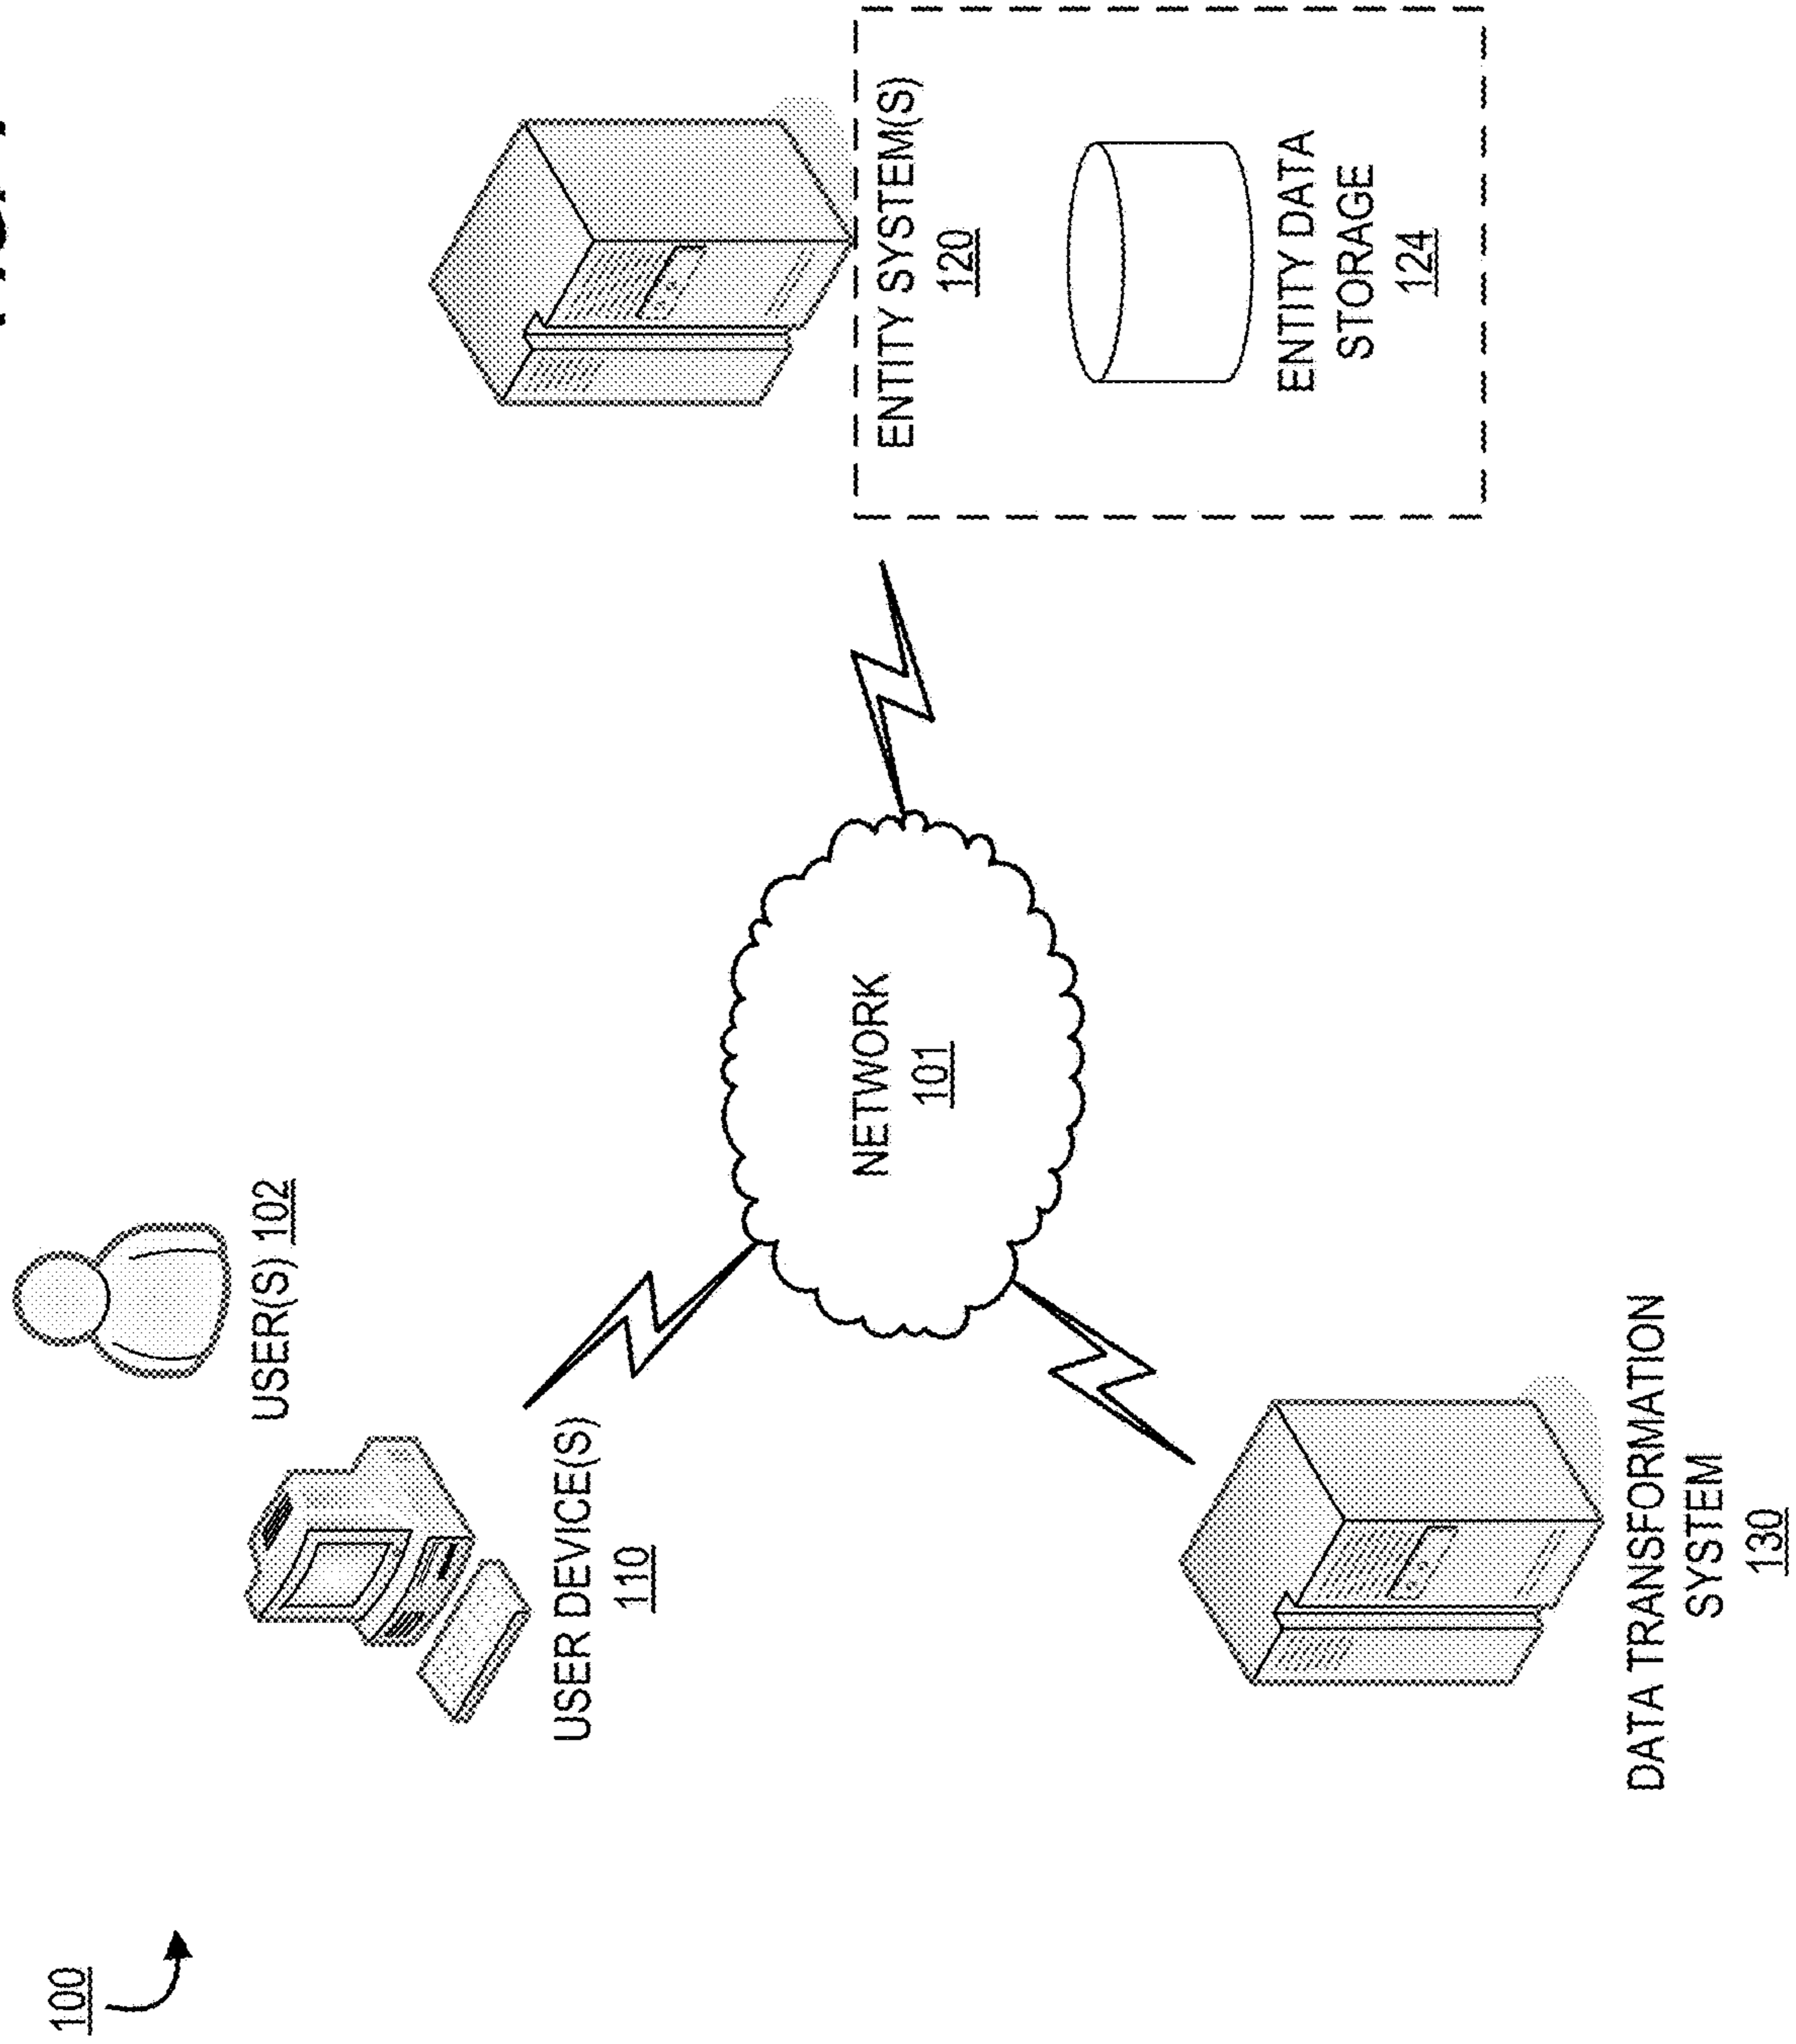 100
USER(S) 102
USER DEVICE(S)
110
NETWORK
101
ENTITY SYSTEM(S)
120
ENTITY DATA
STORAGE
124
DATA TRANSFORMATION
SYSTEM
130